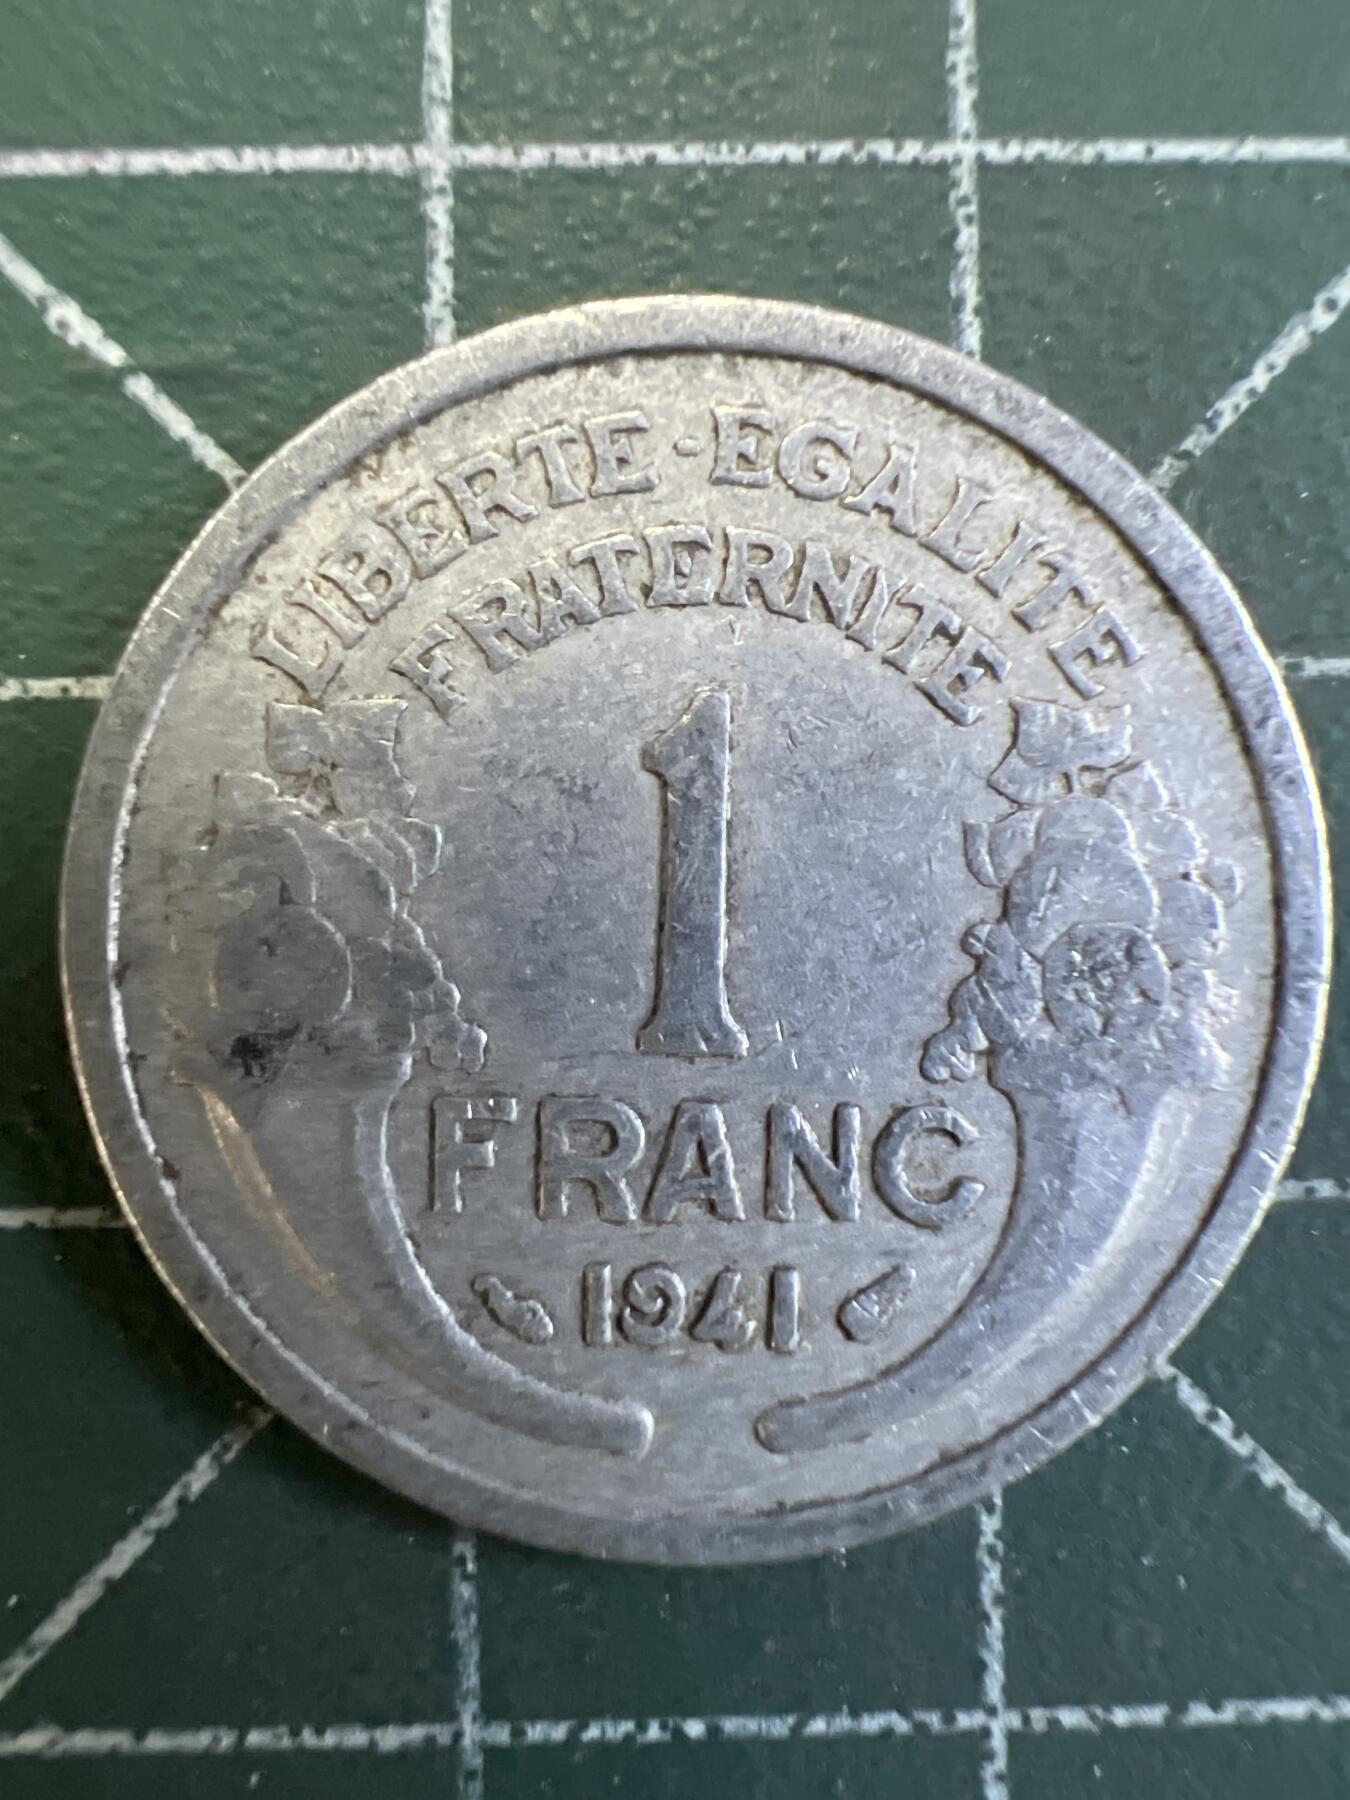 LIBERTE · EGALITE
FRATERNITE
1
FRANC
1941